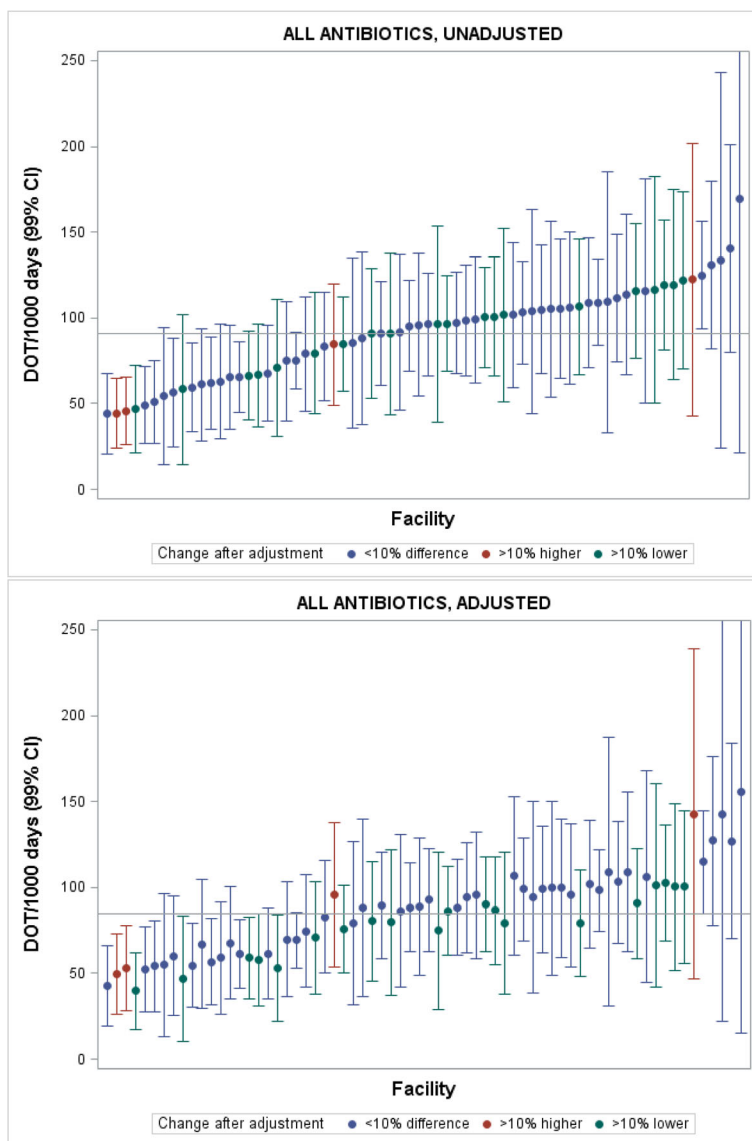 ALL ANTIBIOTICS, UNADJUSTED
250
200
150
100
50
0
DOT/1000 days (99% CI)
Facility
Change after adjustment <10% difference >10% higher >10% lower
ALL ANTIBIOTICS, ADJUSTED
250
200
150
100
50
0
DOT/1000 days (99% CI)
Facility
Change after adjustment <10% difference >10% higher >10% lower